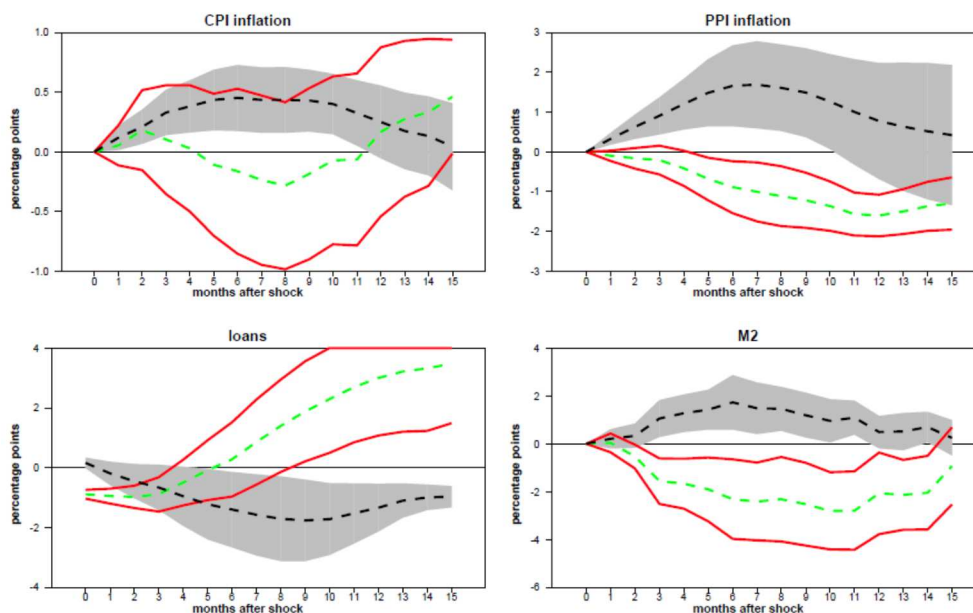 CPI inflation
percentage points
1.0
0.5
0.0
-0.5
-1.0
0 1 2 3 4 5 6 7 8 9 10 11 12 13 14 15
months after shock
PPI inflation
percentage points
3
2
1
0
-1
-2
-3
0 1 2 3 4 5 6 7 8 9 10 11 12 13 14 15
months after shock
loans
percentage points
4
2
0
-2
-4
0 1 2 3 4 5 6 7 8 9 10 11 12 13 14 15
months after shock
M2
percentage points
4
2
0
-2
-4
-6
0 1 2 3 4 5 6 7 8 9 10 11 12 13 14 15
months after shock